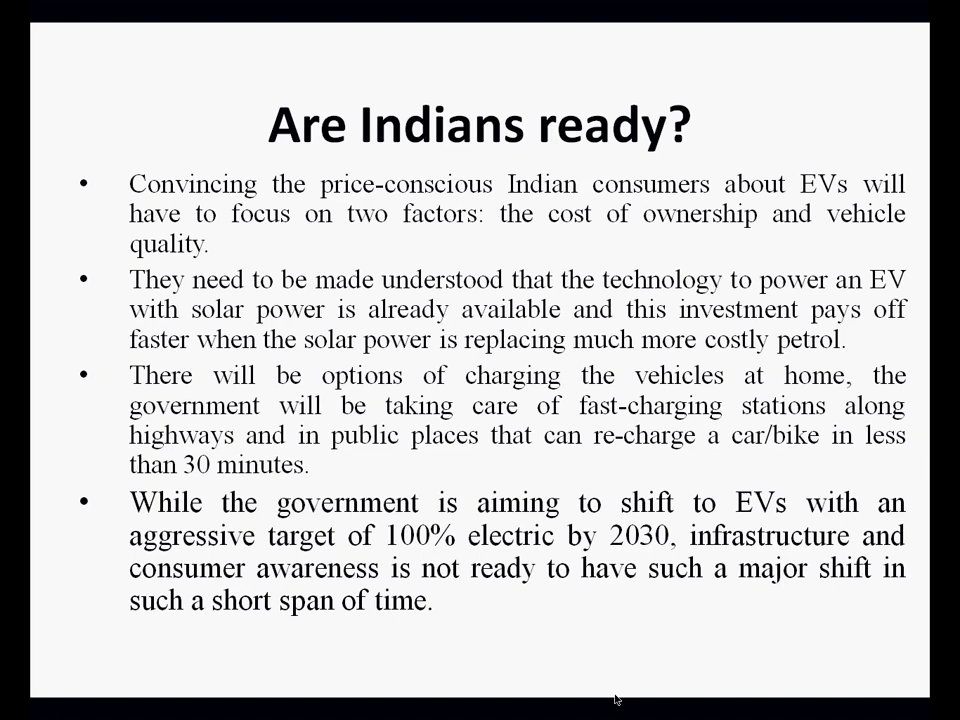 Are Indians ready?
• Convincing the price-conscious Indian consumers about EVs will
have to focus on two factors: the cost of ownership and vehicle
quality.
• They need to be made understood that the technology to power an EV
with solar power is already available and this investment pays off
faster when the solar power is replacing much more costly petrol.
• There will be options of charging the vehicles at home, the
government will be taking care of fast-charging stations along
highways and in public places that can re-charge a car/bike in less
than 30 minutes.
• While the government is aiming to shift to EVs with an
aggressive target of 100% electric by 2030, infrastructure and
consumer awareness is not ready to have such a major shift in
such a short span of time.